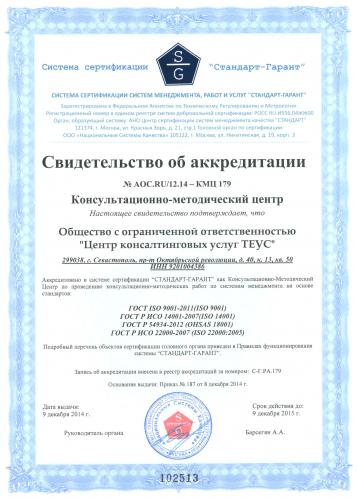 Система сертификации
S
G
"Стандарт-Гарант"
СИСТЕМА СЕРТИФИКАЦИИ СИСТЕМ МЕНЕДЖМЕНТА, РАБОТ И УСЛУГ "СТАНДАРТ-ГАРАНТ"
Зарегистрирована в Федеральном Агентстве по Техническому Регулированию и Метрологии
Регистрационный номер в едином реестре систем добровольной сертификации: РОСС RU.И556.04ЖЖ00
Орган, образующий систему АНО Центр сертификации систем менеджмента качества "СТАНДАРТ"
121374, г. Москва, ул. Красных Зорь, д. 21, стр.1 Головной орган по сертификации:
ООО «Национальные Системы Качества» 105122, г. Москва, ул. Никитинская, д. 19, корп. 3
Свидетельство об аккредитации
№ АОС.RU/12.14 – КМЦ 179
Консультационно-методический центр
Настоящее свидетельство подтверждает, что
Общество с ограниченной ответственностью
"Центр консалтинговых услуг ТЕУС"
299038, г. Севастополь, пр-т Октябрьской революции, д. 40, к. 13, кв. 50
ИНН 9201004386
Аккредитовано в системе сертификации "СТАНДАРТ-ГАРАНТ" как Консультационно-Методический
Центр по проведению консультационно-методических работ по системам менеджмента на основе
стандартов:
ГОСТ ISO 9001-2011(ISO 9001)
ГОСТ Р ИСО 14001-2007(ISO 14001)
ГОСТ Р 54934-2012 (OHSAS 18001)
ГОСТ Р ИСО 22000-2007 (ISO 22000:2005)
Подробный перечень объектов сертификации головного органа приведен в Правилах функционирования
системы "СТАНДАРТ-ГАРАНТ".
Запись об аккредитации внесена в реестр аккредитаций за номером: С-Г.РА.179
Основание выдачи: Приказ № 187 от 8 декабря 2014 г.
Дата выдачи:
9 декабря 2014 г.
Срок действия до:
9 декабря 2015 г.
Руководитель органа
Барсегян А.А.
102513